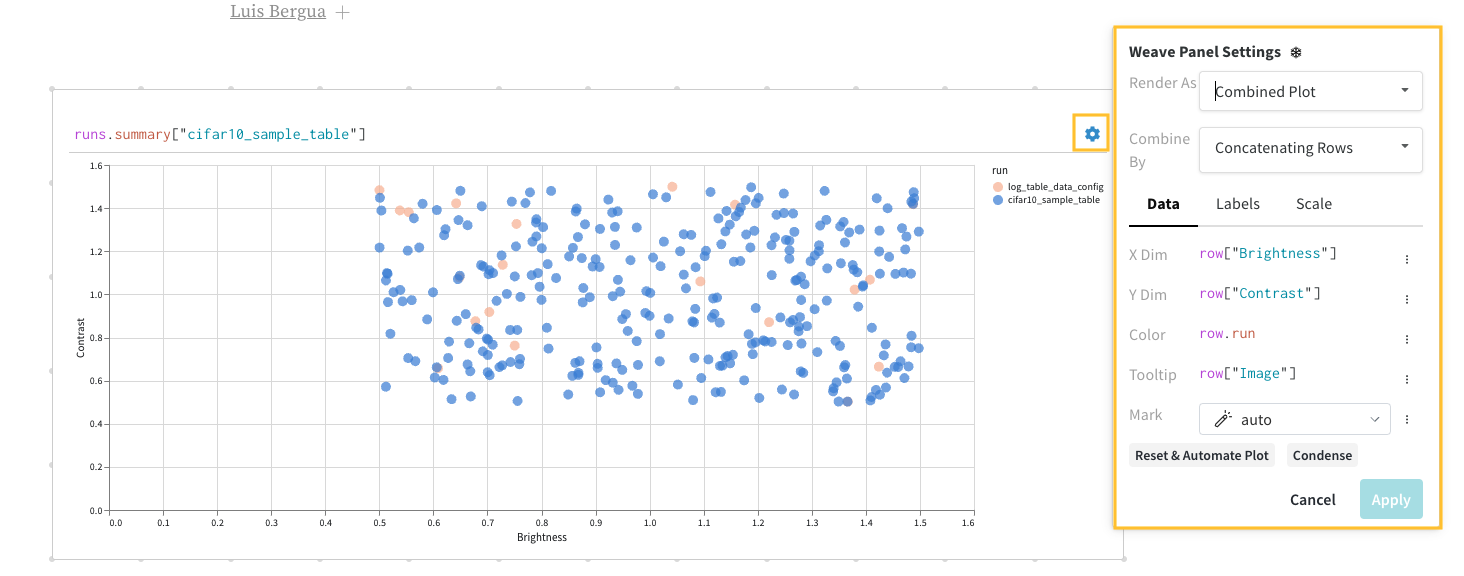 Luis Bergua +
runs.summary["cifar10_sample_table"]
1.6
1.4
1.2
1.0
0.8
0.6
0.4
0.2
0.0
Contrast
0.0 0.1 0.2 0.3 0.4 0.5 0.6 0.7 0.8 0.9 1.0 1.1 1.2 1.3 1.4 1.5 1.6
Brightness
run
log_table_data_config
cifar10_sample_table
Weave Panel Settings
Render As Combined Plot
Combine By Concatenating Rows
Data Labels Scale
X Dim row["Brightness"]
Y Dim row["Contrast"]
Color row.run
Tooltip row["Image"]
Mark auto
Reset & Automate Plot Condense
Cancel Apply